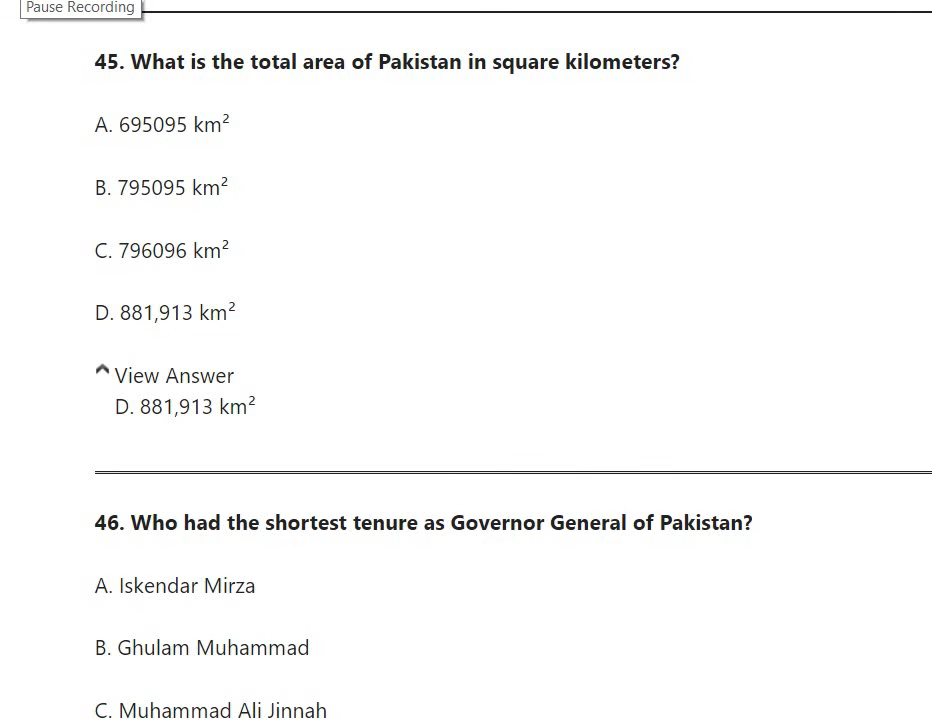 Pause Recording
45. What is the total area of Pakistan in square kilometers?
A. 695095 km²
B. 795095 km²
C. 796096 km²
D. 881,913 km²
View Answer
D. 881,913 km²
46. Who had the shortest tenure as Governor General of Pakistan?
A. Iskendar Mirza
B. Ghulam Muhammad
C. Muhammad Ali Jinnah